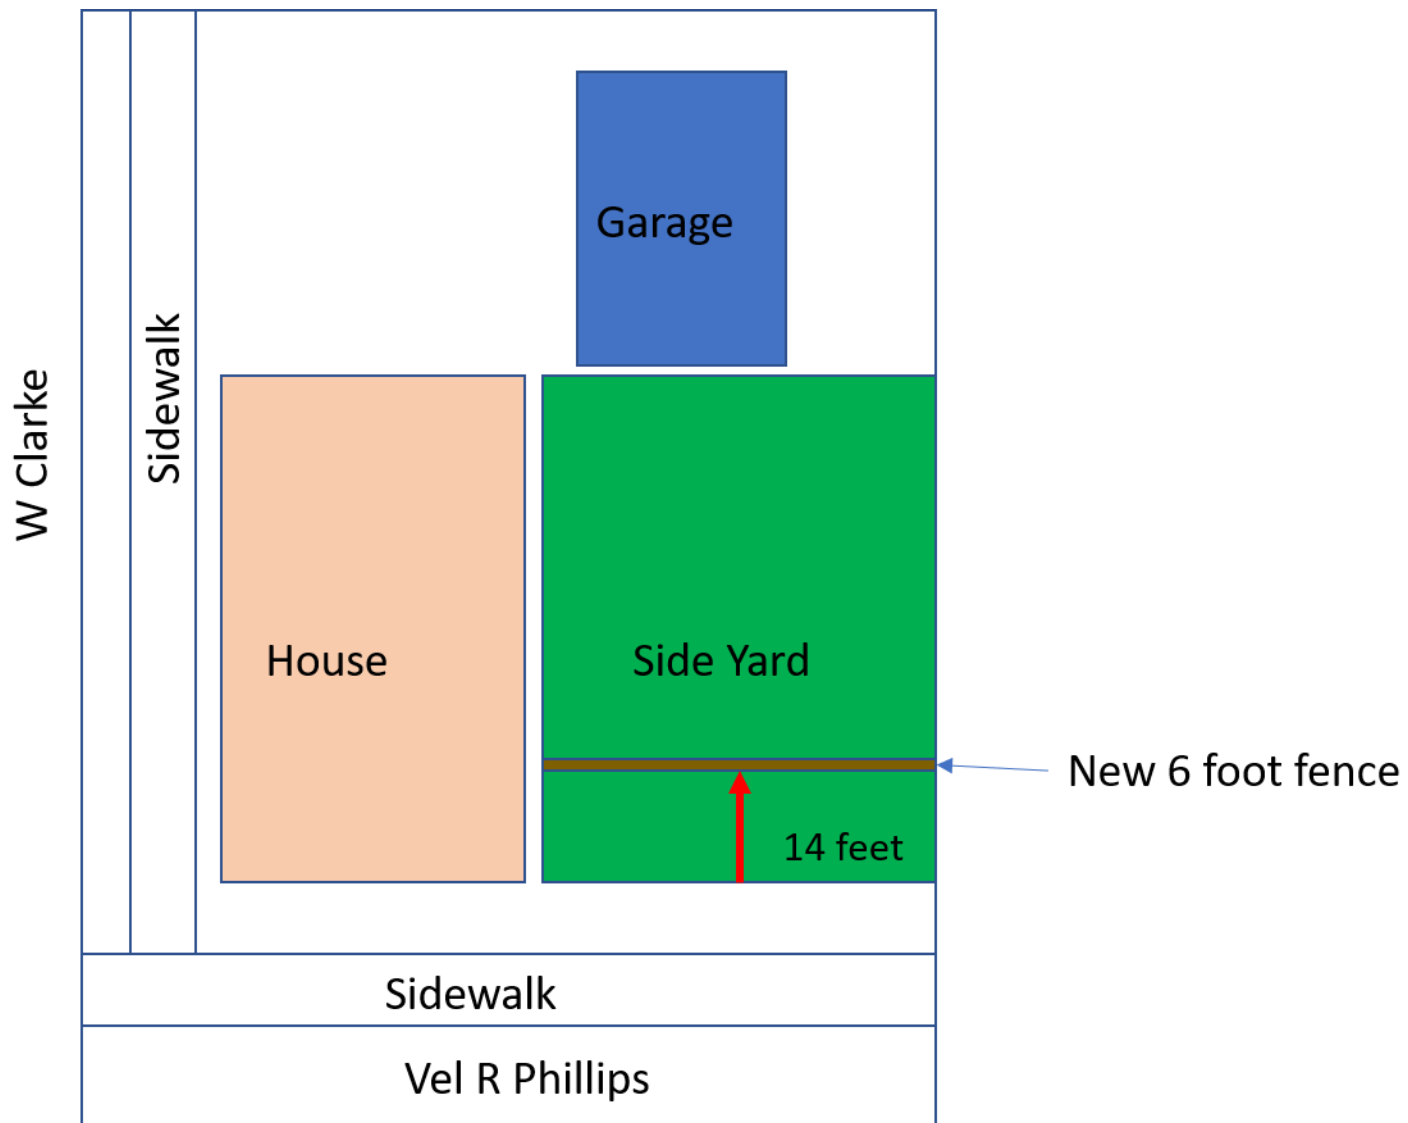 Garage
W Clarke
Sidewalk
House
Side Yard
New 6 foot fence
14 feet
Sidewalk
Vel R Phillips